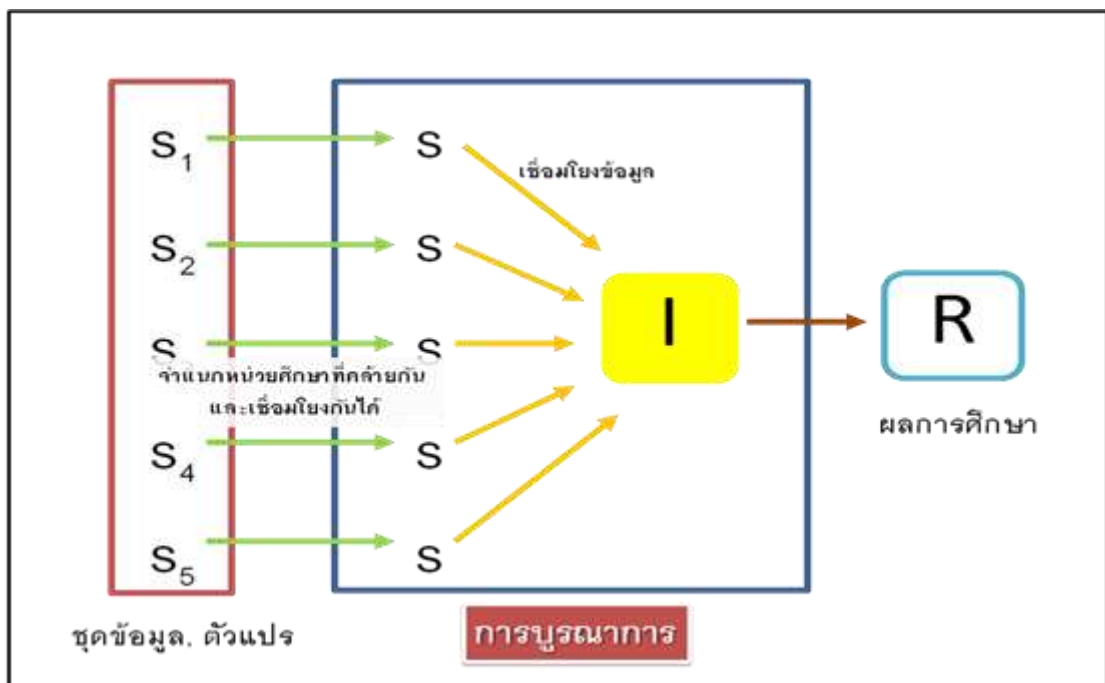 S1 S
เชื่อมโยงข้อมูล
S2 S
I R
S S
จำแนกหน่วยศึกษาที่คล้ายกัน
และเชื่อมโยงกันได้
ผลการศึกษา
S4 S
S5 S
ชุดข้อมูล, ตัวแปร
การบูรณาการ